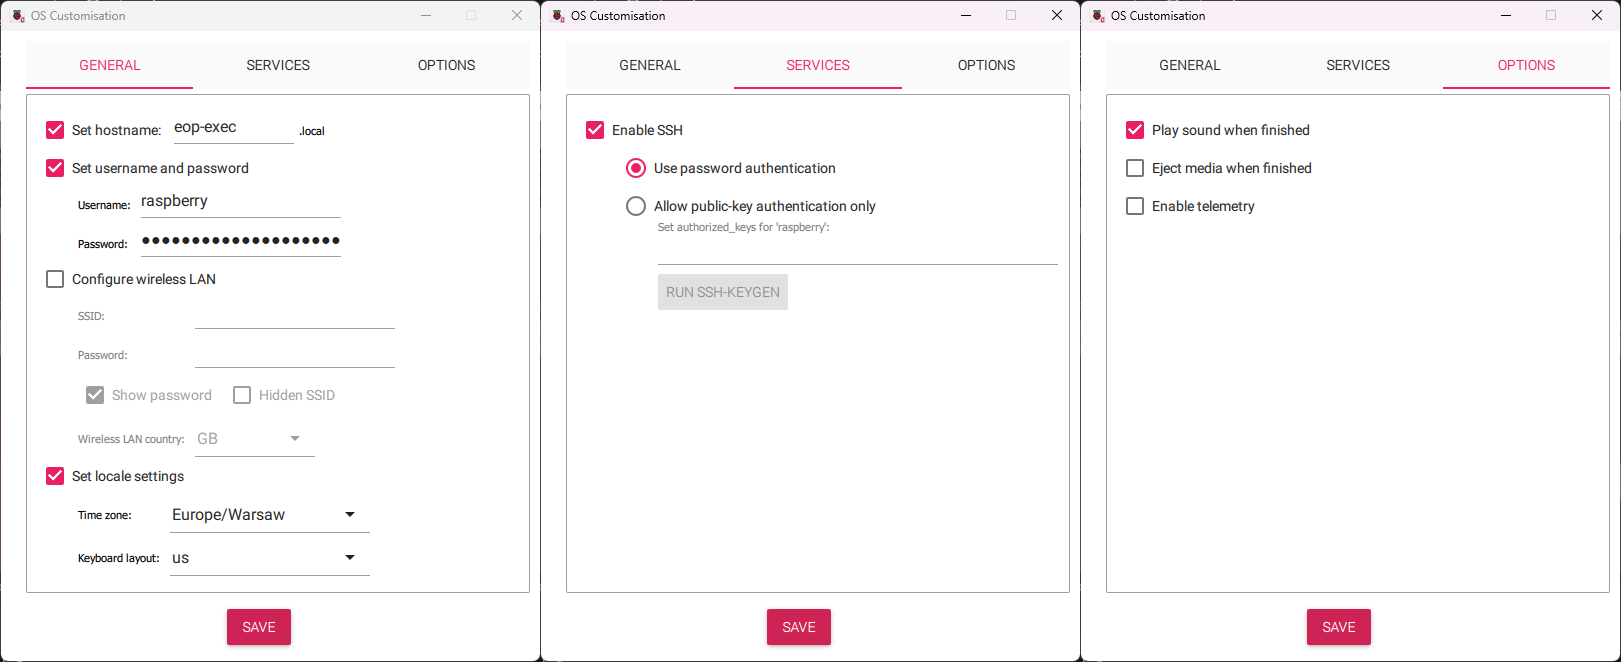 OS Customisation
GENERAL SERVICES OPTIONS
Set hostname: eop-exec .local
Set username and password
Username: raspberry
Password: ●●●●●●●●●●●●●●●●●●●●
Configure wireless LAN
SSID:
Password:
Show password Hidden SSID
Wireless LAN country: GB
Set locale settings
Time zone: Europe/Warsaw
Keyboard layout: us
SAVE
OS Customisation
GENERAL SERVICES OPTIONS
Enable SSH
Use password authentication
Allow public-key authentication only
Set authorized_keys for 'raspberry':
RUN SSH-KEYGEN
SAVE
OS Customisation
GENERAL SERVICES OPTIONS
Play sound when finished
Eject media when finished
Enable telemetry
SAVE